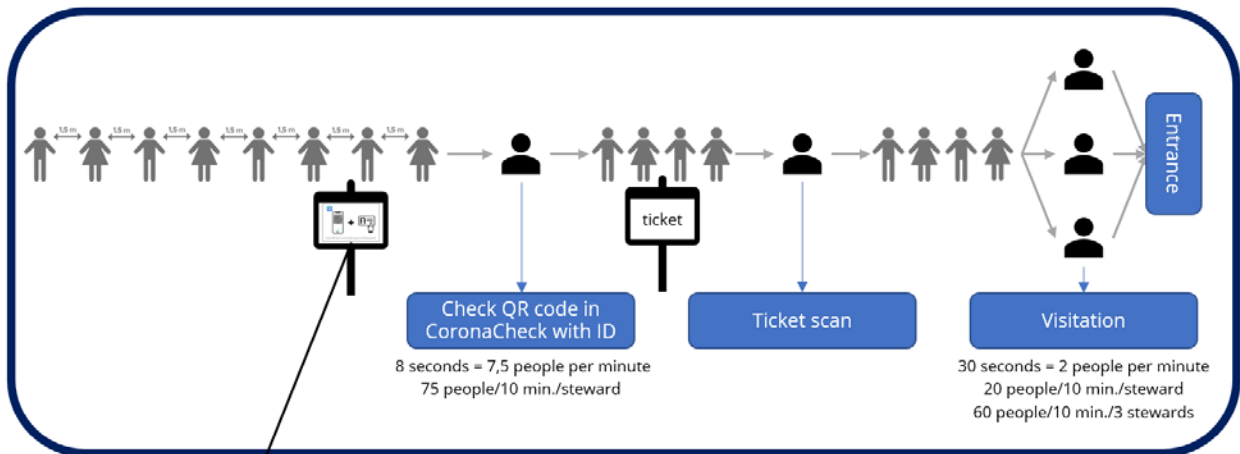 1,5 m
1,5 m
1,5 m
1,5 m
1,5 m
1,5 m
1,5 m
Entrance
ticket
Check QR code in
CoronaCheck with ID
Ticket scan
Visitation
8 seconds = 7,5 people per minute
75 people/10 min./steward
30 seconds = 2 people per minute
20 people/10 min./steward
60 people/10 min./3 stewards